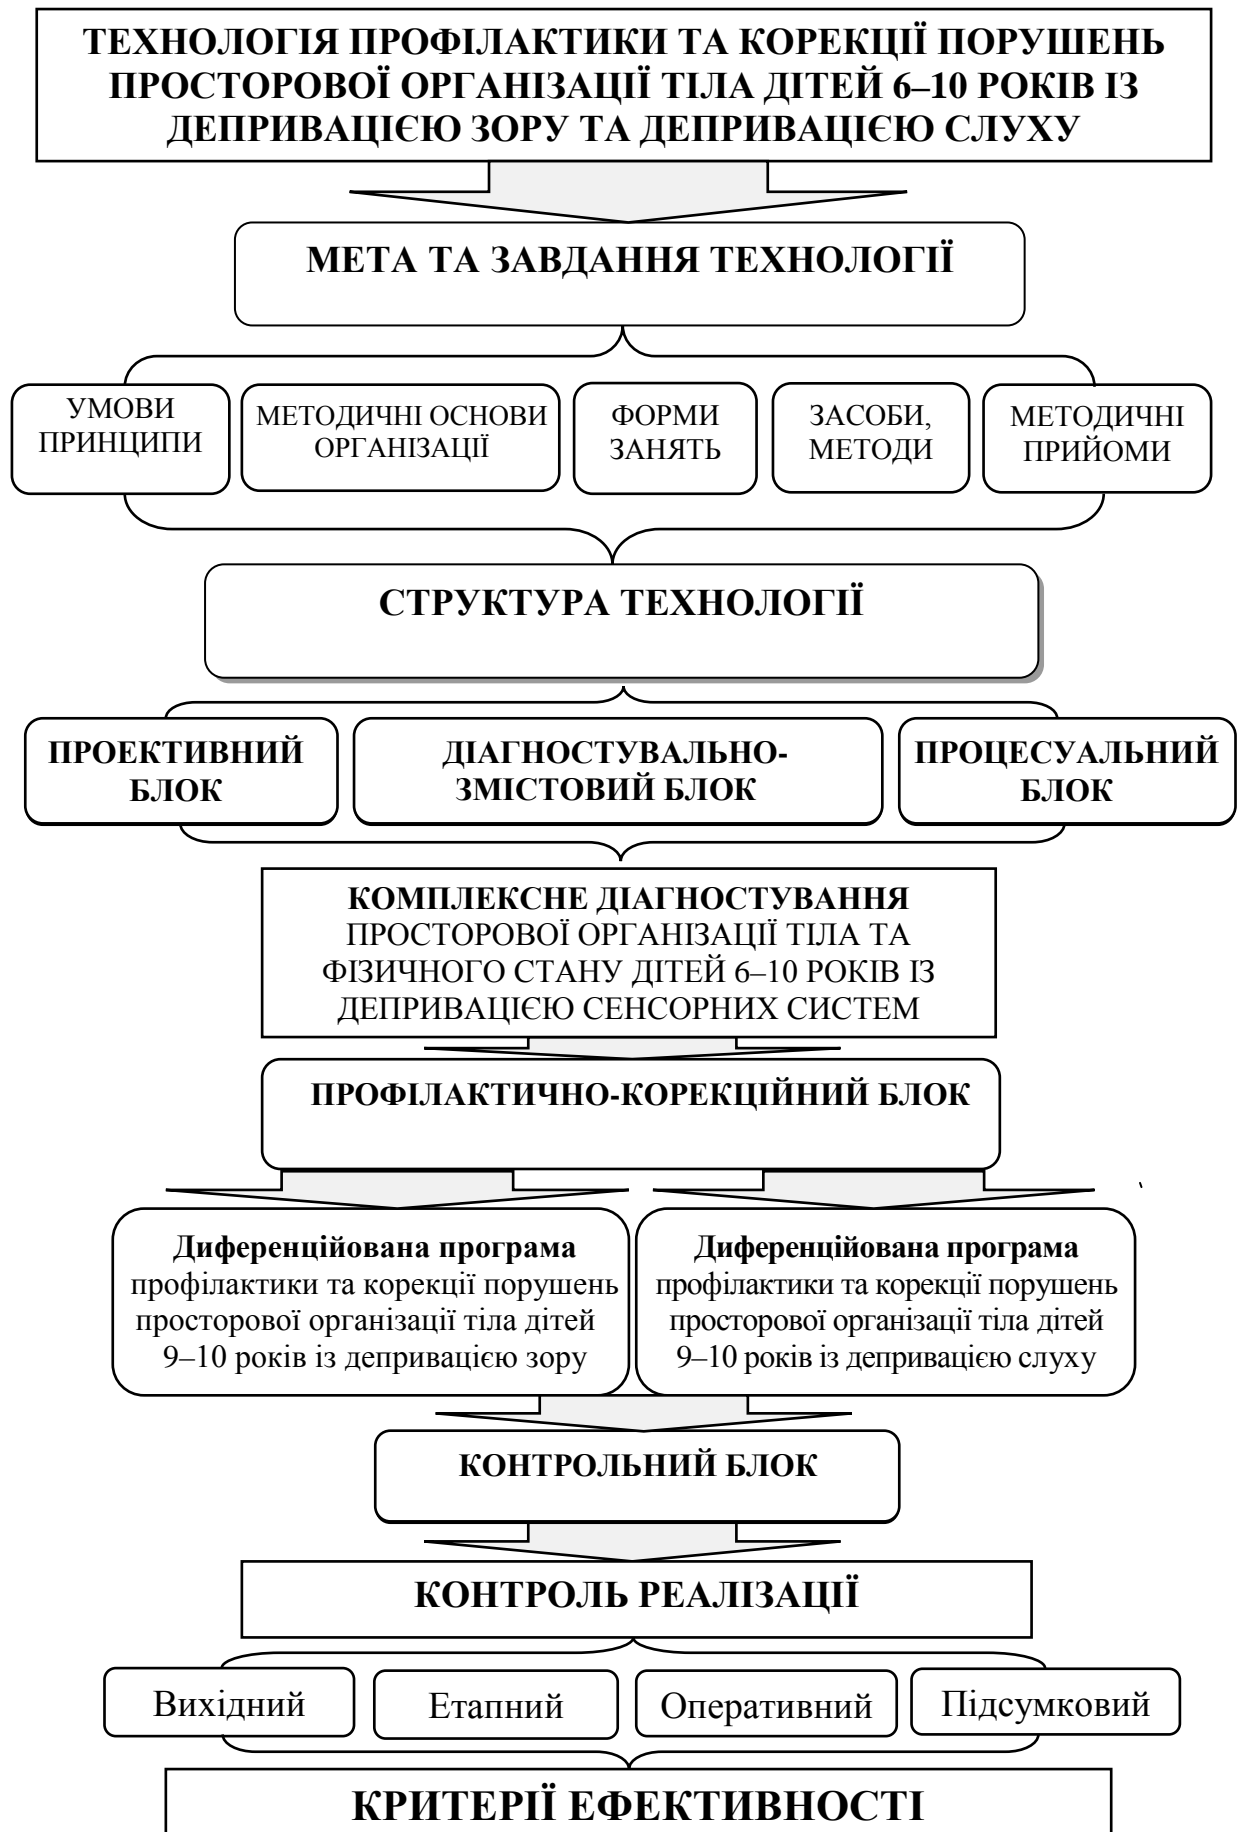 ТЕХНОЛОГІЯ ПРОФІЛАКТИКИ ТА КОРЕКЦІЇ ПОРУШЕНЬ
ПРОСТОРОВОЇ ОРГАНІЗАЦІЇ ТІЛА ДІТЕЙ 6–10 РОКІВ ІЗ
ДЕПРИВАЦІЄЮ ЗОРУ ТА ДЕПРИВАЦІЄЮ СЛУХУ
МЕТА ТА ЗАВДАННЯ ТЕХНОЛОГІЇ
УМОВИ
ПРИНЦИПИ
МЕТОДИЧНІ ОСНОВИ
ОРГАНІЗАЦІЇ
ФОРМИ
ЗАНЯТЬ
ЗАСОБИ,
МЕТОДИ
МЕТОДИЧНІ
ПРИЙОМИ
СТРУКТУРА ТЕХНОЛОГІЇ
ПРОЕКТИВНИЙ
БЛОК
ДІАГНОСТУВАЛЬНО-
ЗМІСТОВИЙ БЛОК
ПРОЦЕСУАЛЬНИЙ
БЛОК
КОМПЛЕКСНЕ ДІАГНОСТУВАННЯ
ПРОСТОРОВОЇ ОРГАНІЗАЦІЇ ТІЛА ТА
ФІЗИЧНОГО СТАНУ ДІТЕЙ 6–10 РОКІВ ІЗ
ДЕПРИВАЦІЄЮ СЕНСОРНИХ СИСТЕМ
ПРОФІЛАКТИЧНО-КОРЕКЦІЙНИЙ БЛОК
Диференційована програма
профілактики та корекції порушень
просторової організації тіла дітей
9–10 років із депривацією зору
Диференційована програма
профілактики та корекції порушень
просторової організації тіла дітей
9–10 років із депривацією слуху
КОНТРОЛЬНИЙ БЛОК
КОНТРОЛЬ РЕАЛІЗАЦІЇ
Вихідний
Етапний
Оперативний
Підсумковий
КРИТЕРІЇ ЕФЕКТИВНОСТІ